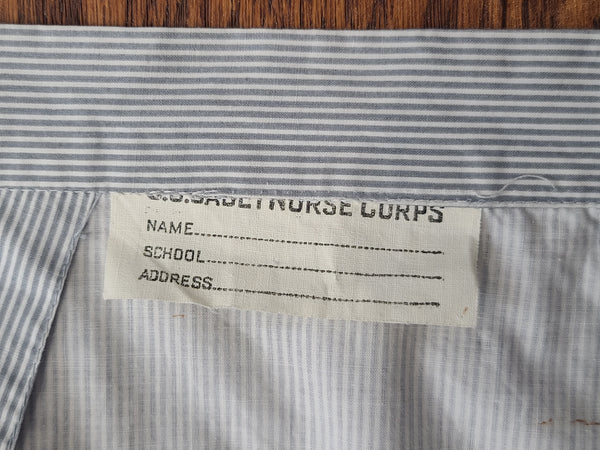 U.S.CADET NURSE CORPS
NAME
SCHOOL
ADDRESS